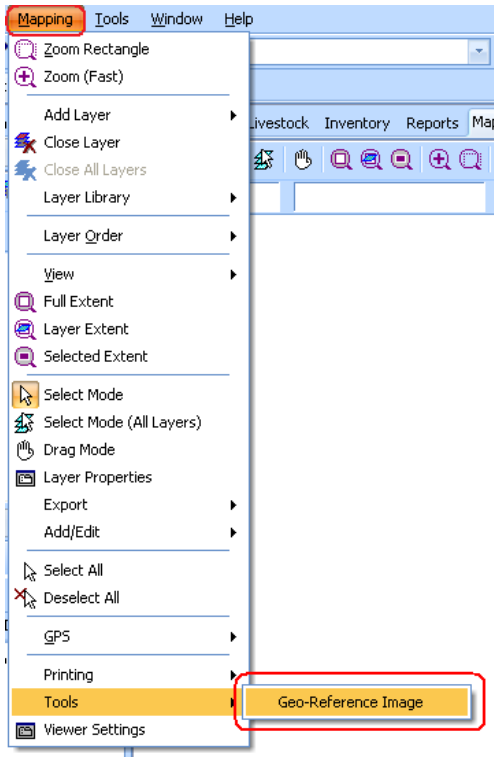 Mapping Tools Window Help
Zoom Rectangle
Zoom (Fast)
Add Layer
Livestock Inventory Reports Map
Close Layer
Close All Layers
Layer Library
Layer Order
View
Full Extent
Layer Extent
Selected Extent
Select Mode
Select Mode (All Layers)
Drag Mode
Layer Properties
Export
Add/Edit
Select All
Deselect All
GPS
Printing
Tools
Geo-Reference Image
Viewer Settings